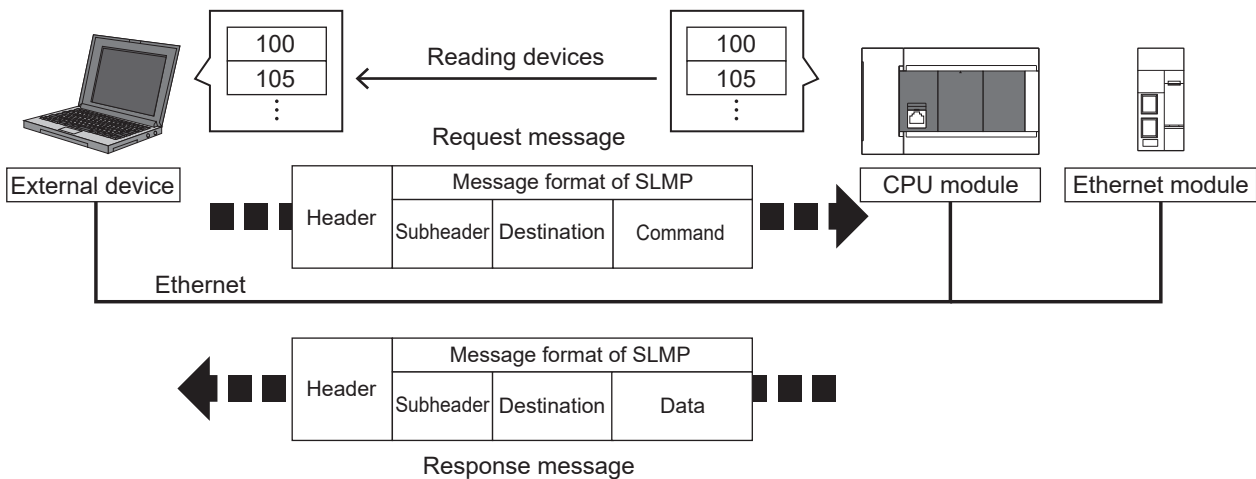 100
105
⋮
Reading devices
100
105
⋮
Request message
External device
CPU module
Ethernet module
Header
Message format of SLMP
Subheader
Destination
Command
Ethernet
Header
Message format of SLMP
Subheader
Destination
Data
Response message